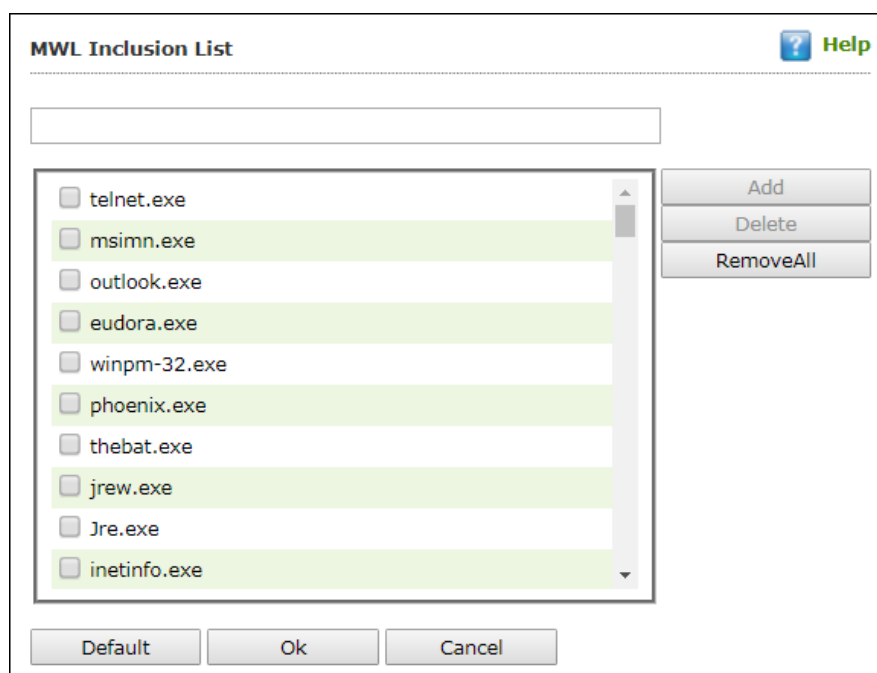 MWL Inclusion List
? Help
telnet.exe
msimn.exe
outlook.exe
eudora.exe
winpm-32.exe
phoenix.exe
thebat.exe
jrew.exe
Jre.exe
inetinfo.exe
Add
Delete
RemoveAll
Default Ok Cancel